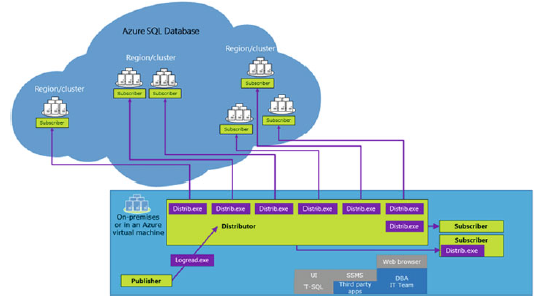 Azure SQL Database
Region/cluster
Subscriber
Region/cluster
Subscriber
Subscriber
Region/cluster
Subscriber
Subscriber
Subscriber
On-premises
or in an Azure
virtual machine
Distrib.exe
Distrib.exe
Distrib.exe
Distrib.exe
Distrib.exe
Distrib.exe
Distributor
Distrib.exe
Subscriber
Subscriber
Distrib.exe
Logread.exe
Publisher
Web browser
UI
SSMS
T-SQL
Third party
apps
DBA
IT Team